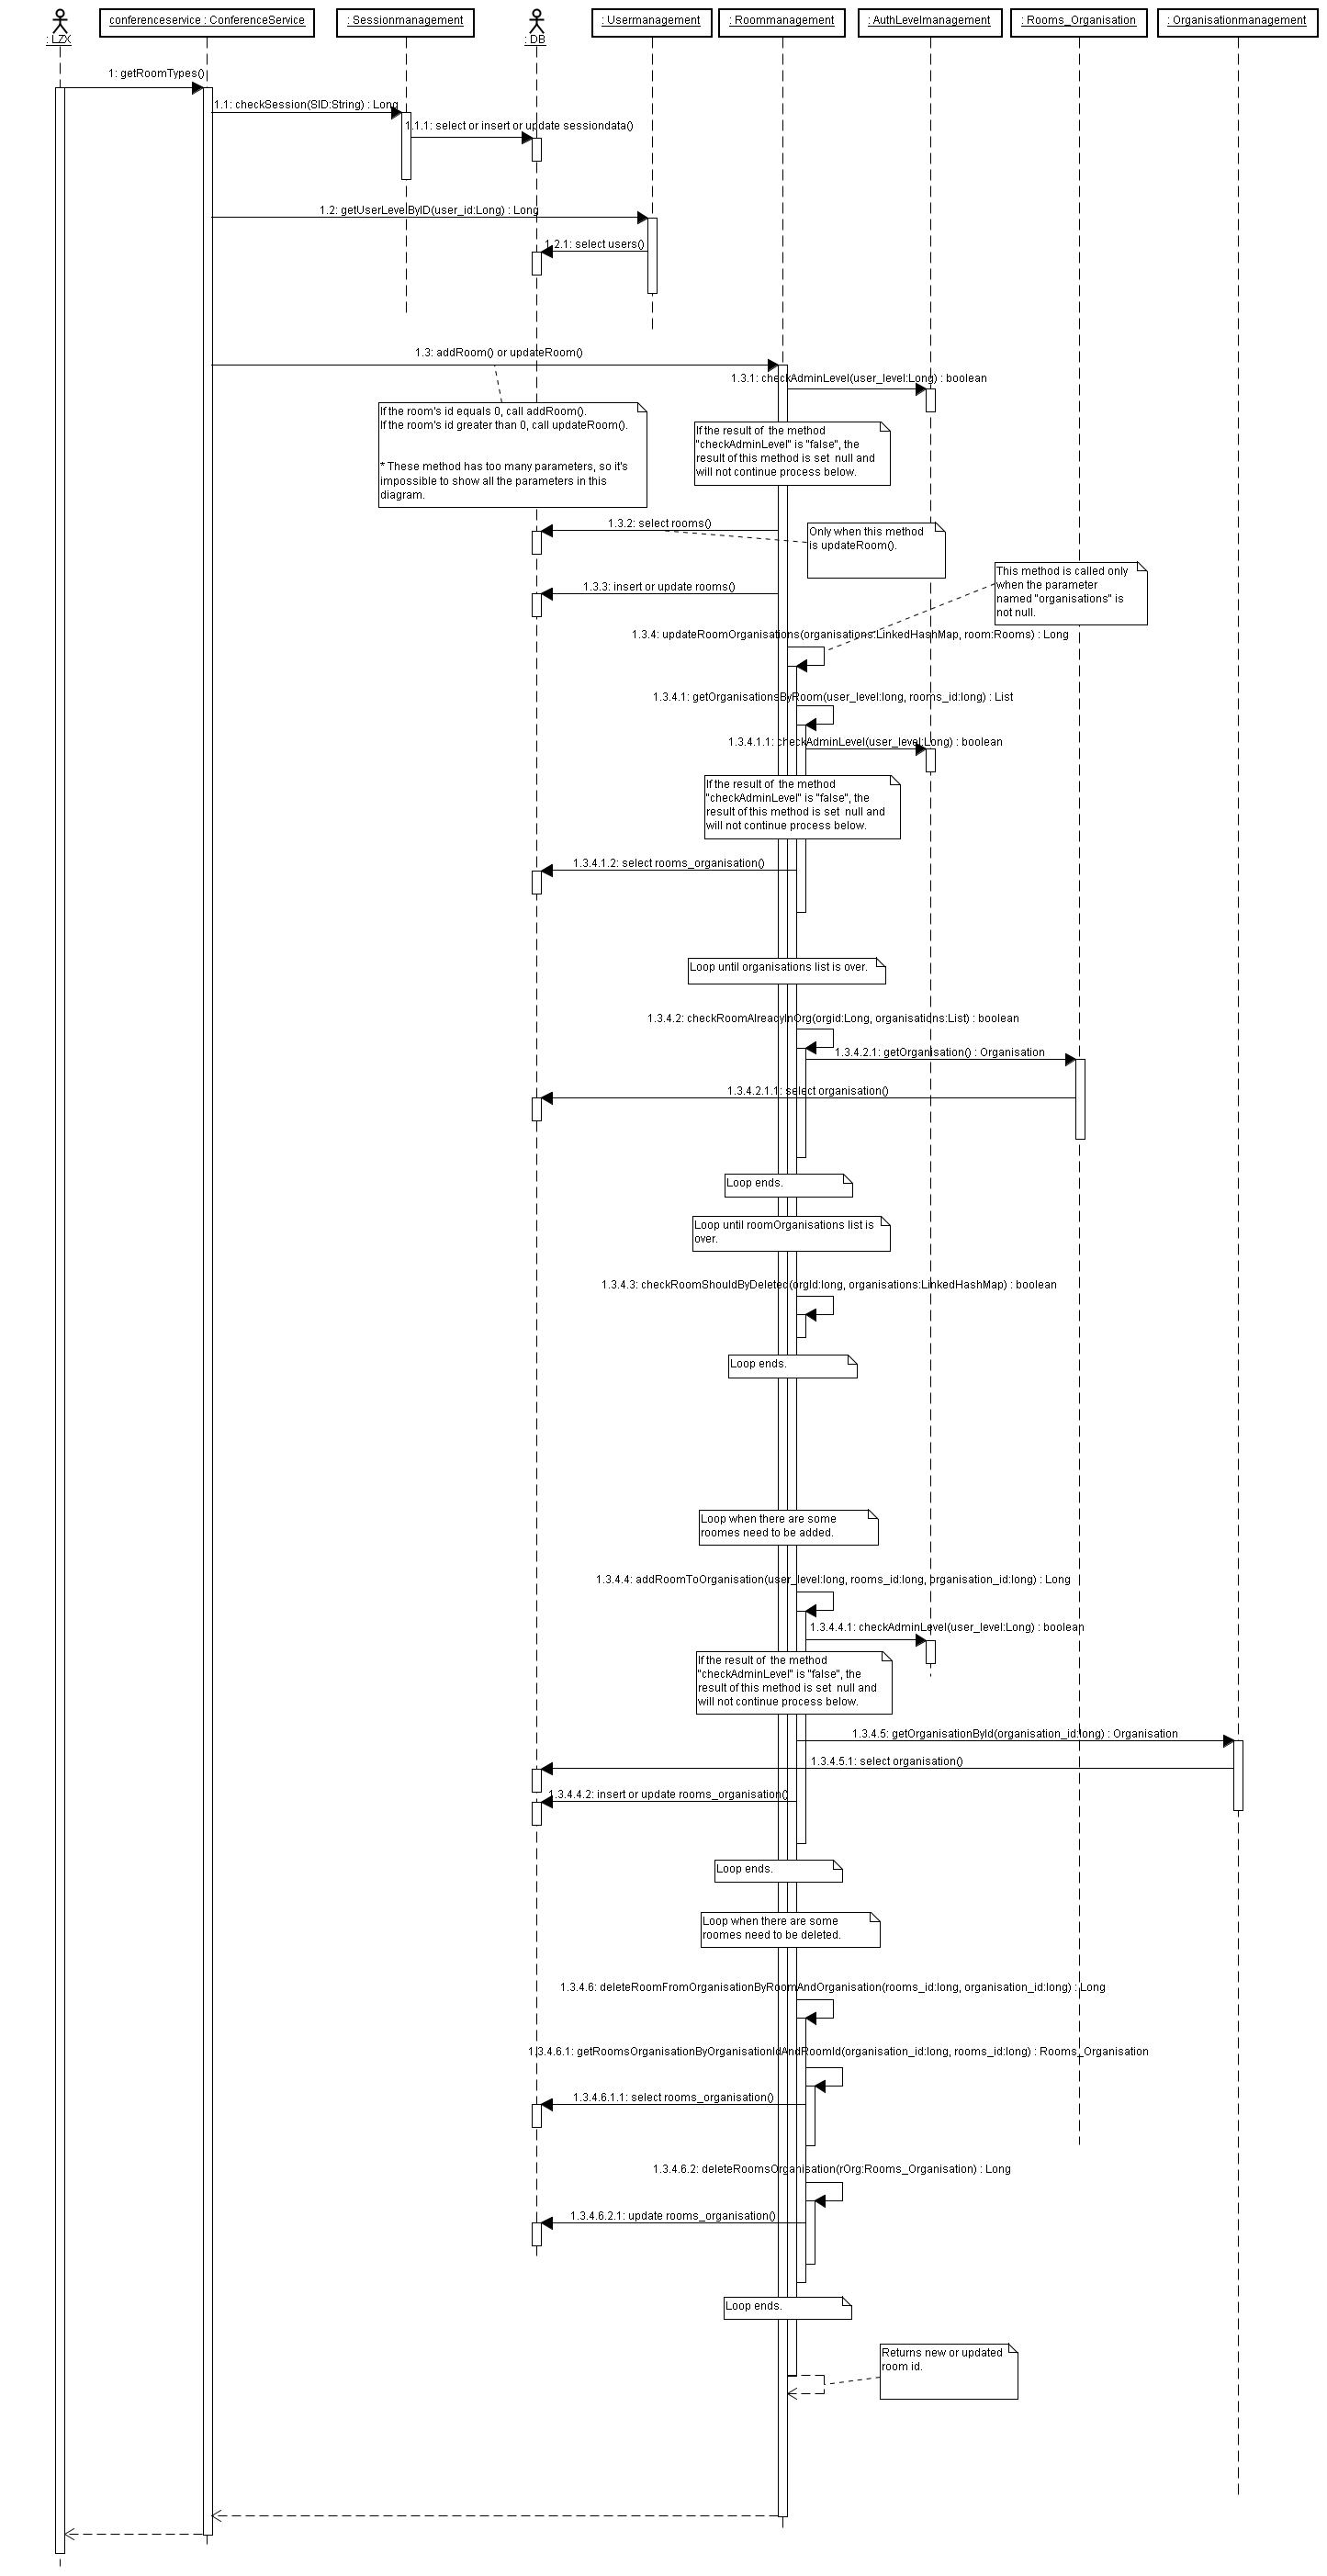 : LZX
conferenceservice : ConferenceService
: Sessionmanagement
: DB
: Usermanagement
: Roommanagement
: AuthLevelmanagement
: Rooms_Organisation
: Organisationmanagement
1: getRoomTypes()
1.1: checkSession(SID:String) : Long
1.1.1: select or insert or update sessiondata()
1.2: getUserLevelByID(user_id:Long) : Long
1.2.1: select users()
1.3: addRoom() or updateRoom()
1.3.1: checkAdminLevel(user_level:Long) : boolean
If the room's id equals 0, call addRoom().
If the room's id greater than 0, call updateRoom().
* These method has too many parameters, so it's
impossible to show all the parameters in this
diagram.
If the result of the method
"checkAdminLevel" is "false", the
result of this method is set null and
will not continue process below.
1.3.2: select rooms()
Only when this method
is updateRoom().
This method is called only
when the parameter
named "organisations" is
not null.
1.3.3: insert or update rooms()
1.3.4: updateRoomOrganisations(organisations:LinkedHashMap, room:Rooms) : Long
1.3.4.1: getOrganisationsByRoom(user_level:long, rooms_id:long) : List
1.3.4.1.1: checkAdminLevel(user_level:Long) : boolean
If the result of the method
"checkAdminLevel" is "false", the
result of this method is set null and
will not continue process below.
1.3.4.1.2: select rooms_organisation()
Loop until organisations list is over.
1.3.4.2: checkRoomAlreadyInOrg(orgid:Long, organisations:List) : boolean
1.3.4.2.1: getOrganisation() : Organisation
1.3.4.2.1.1: select organisation()
Loop ends.
Loop until roomOrganisations list is
over.
1.3.4.3: checkRoomShouldByDeleted(orgId:long, organisations:LinkedHashMap) : boolean
Loop ends.
Loop when there are some
roomes need to be added.
1.3.4.4: addRoomToOrganisation(user_level:long, rooms_id:long, organisation_id:long) : Long
1.3.4.4.1: checkAdminLevel(user_level:Long) : boolean
If the result of the method
"checkAdminLevel" is "false", the
result of this method is set null and
will not continue process below.
1.3.4.5: getOrganisationById(organisation_id:long) : Organisation
1.3.4.5.1: select organisation()
1.3.4.4.2: insert or update rooms_organisation()
Loop ends.
Loop when there are some
roomes need to be deleted.
1.3.4.6: deleteRoomFromOrganisationByRoomAndOrganisation(rooms_id:long, organisation_id:long) : Long
1.3.4.6.1: getRoomsOrganisationByOrganisationIdAndRoomId(organisation_id:long, rooms_id:long) : Rooms_Organisation
1.3.4.6.1.1: select rooms_organisation()
1.3.4.6.2: deleteRoomsOrganisation(rOrg:Rooms_Organisation) : Long
1.3.4.6.2.1: update rooms_organisation()
Loop ends.
Returns new or updated
room id.